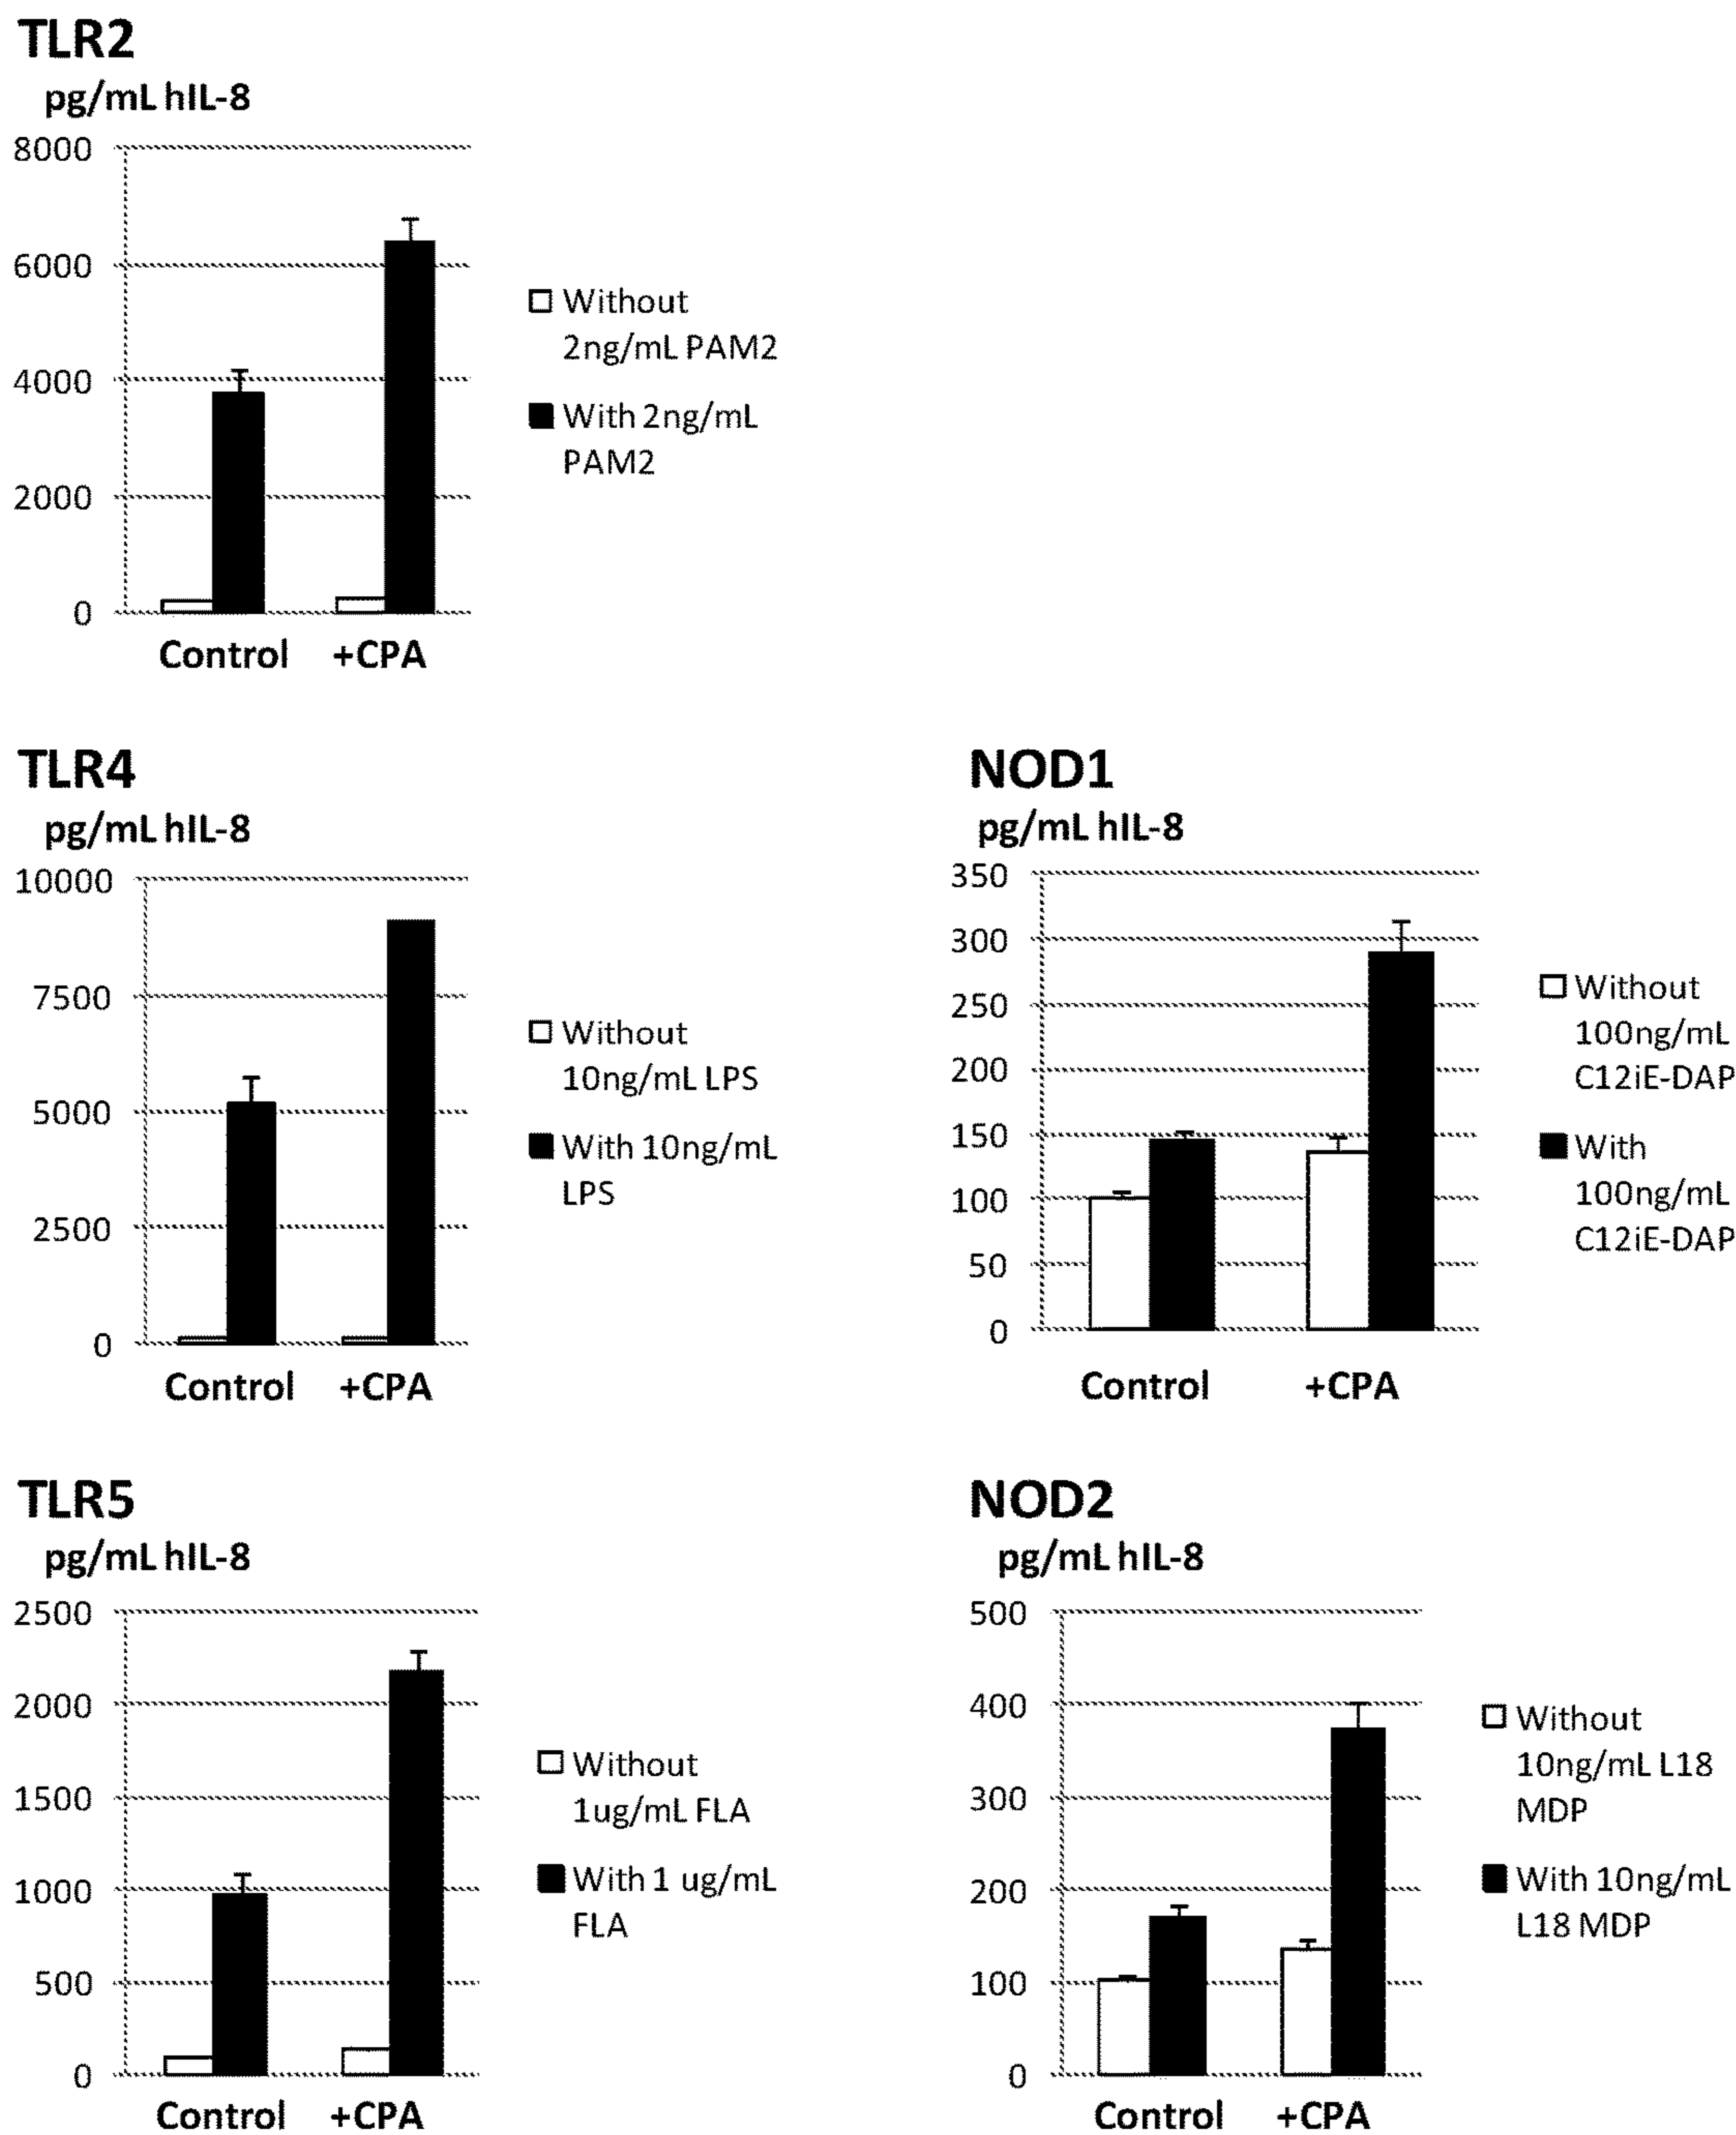 TLR2
pg/mL hIL-8
8000
6000
4000
2000
0
Control +CPA
Without
2ng/mL PAM2
With 2ng/mL
PAM2
TLR4
pg/mL hIL-8
10000
7500
5000
2500
0
Control +CPA
Without
10ng/mL LPS
With 10ng/mL
LPS
NOD1
pg/mL hIL-8
350
300
250
200
150
100
50
0
Control +CPA
Without
100ng/mL
C12iE-DAP
With
100ng/mL
C12iE-DAP
TLR5
pg/mL hIL-8
2500
2000
1500
1000
500
0
Control +CPA
Without
1ug/mL FLA
With 1 ug/mL
FLA
NOD2
pg/mL hIL-8
500
400
300
200
100
0
Control +CPA
Without
10ng/mL L18
MDP
With 10ng/mL
L18 MDP